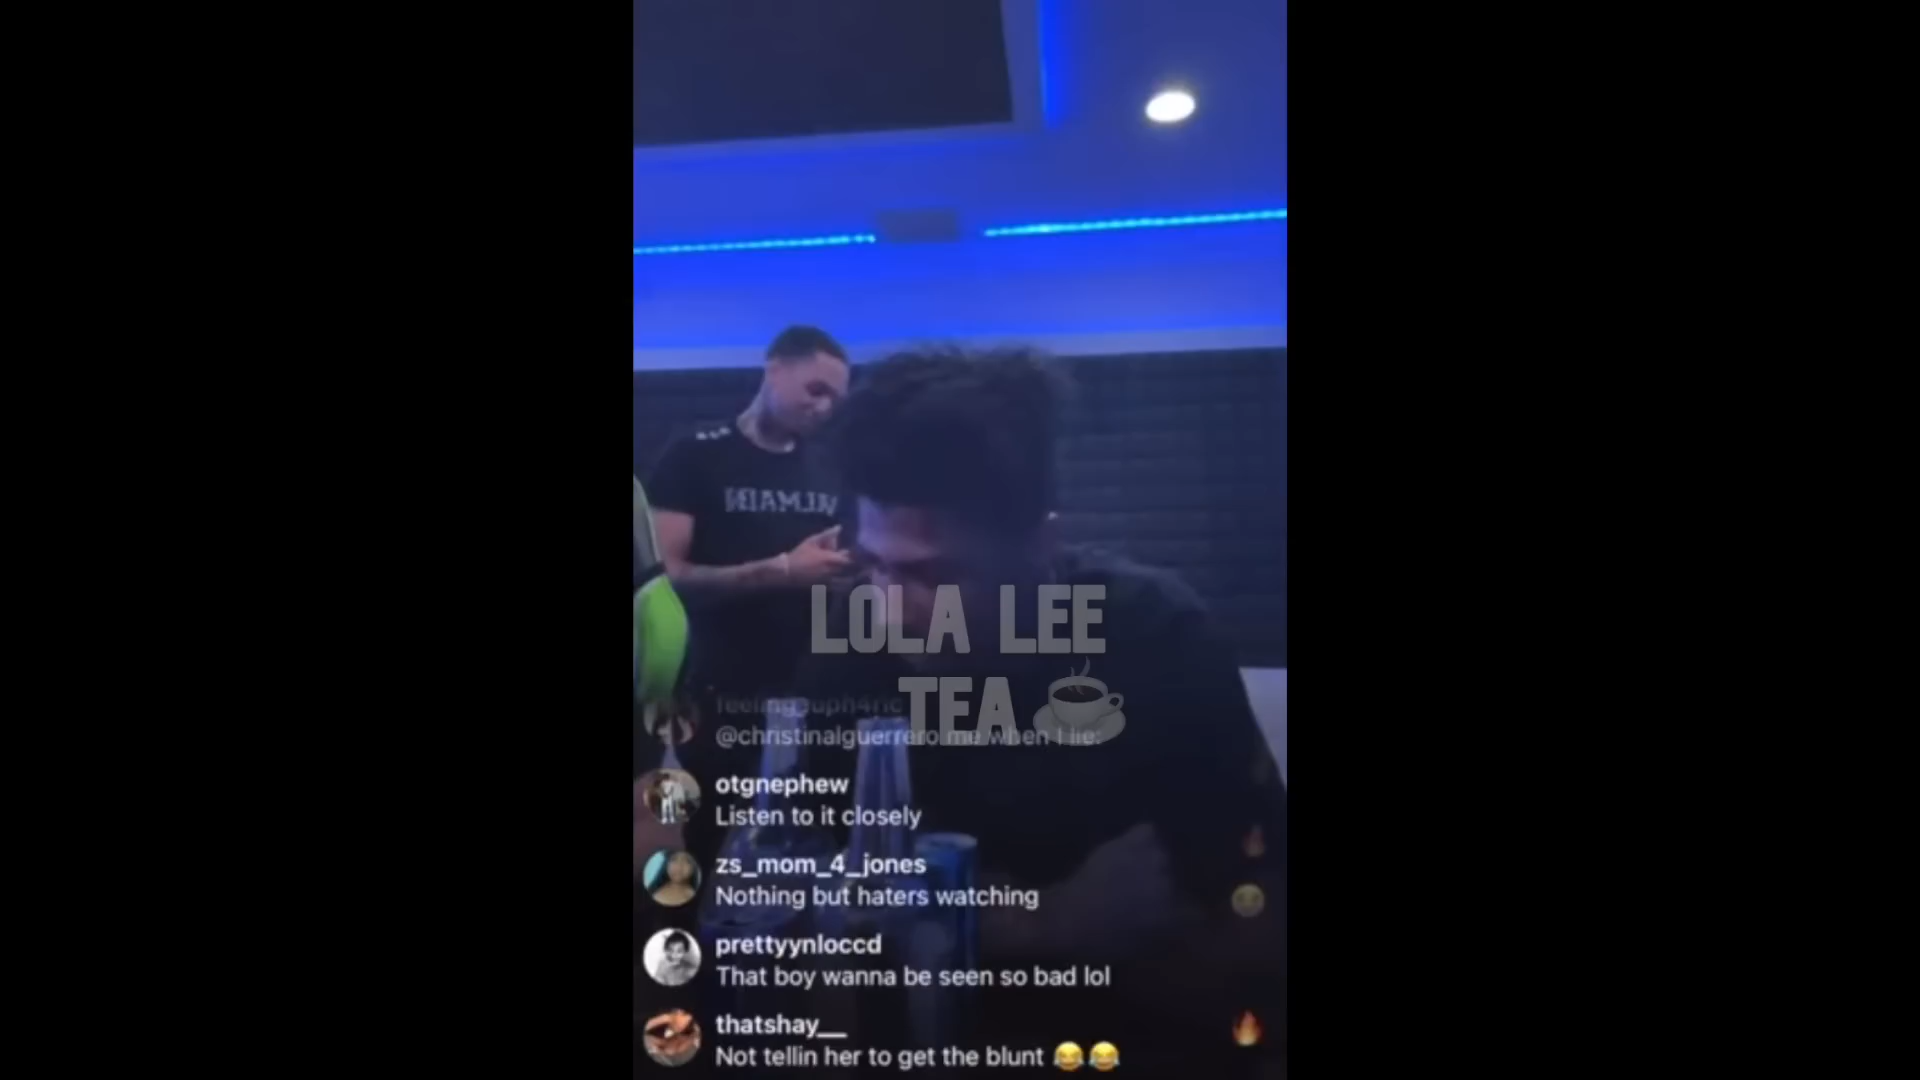 LOLA LEE
TEA
@christinalguerrero me when I lie:
otgnephew
Listen to it closely
zs_mom_4_jones
Nothing but haters watching
prettyynloccd
That boy wanna be seen so bad lol
thatshay__
Not tellin her to get the blunt 😂😂